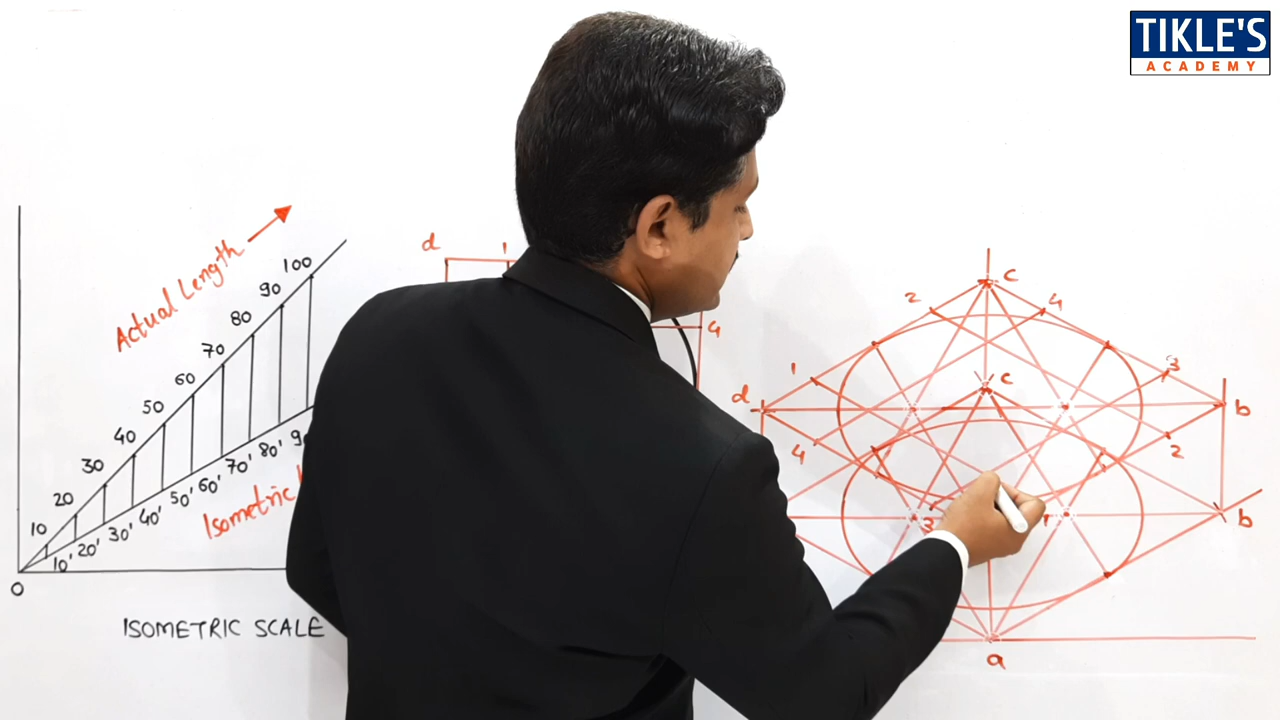 TIKLE'S
ACADEMY
Actual Length
100
90
80
70
60
50
40
30
20
10
0
10'
20'
30'
40'
50'
60'
70'
80'
Isometric
ISOMETRIC SCALE
d
1
4
c
2
4
1
3
d
c
b
4
2
3
1
b
a